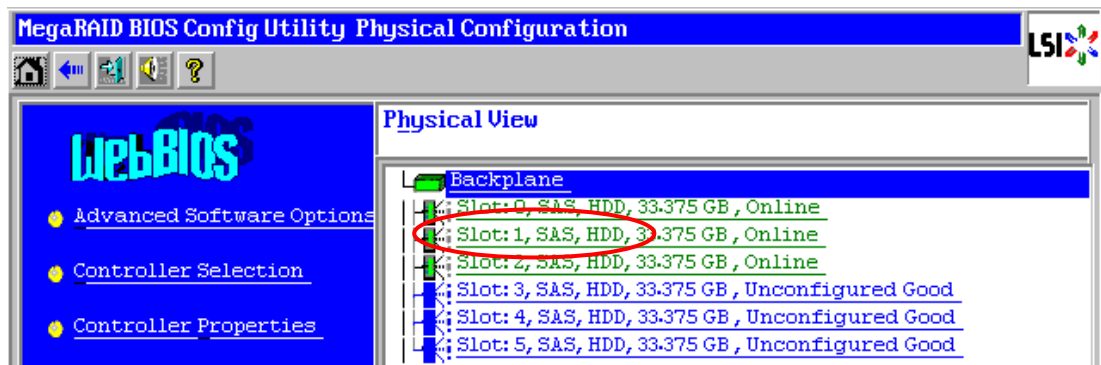 MegaRAID BIOS Config Utility Physical Configuration
LSI
?
WebBIOS
Advanced Software Options
Controller Selection
Controller Properties
Physical View
Backplane
Slot: 0, SAS, HDD, 33.375 GB , Online
Slot: 1, SAS, HDD, 33.375 GB , Online
Slot: 2, SAS, HDD, 33.375 GB , Online
Slot: 3, SAS, HDD, 33.375 GB , Unconfigured Good
Slot: 4, SAS, HDD, 33.375 GB , Unconfigured Good
Slot: 5, SAS, HDD, 33.375 GB , Unconfigured Good